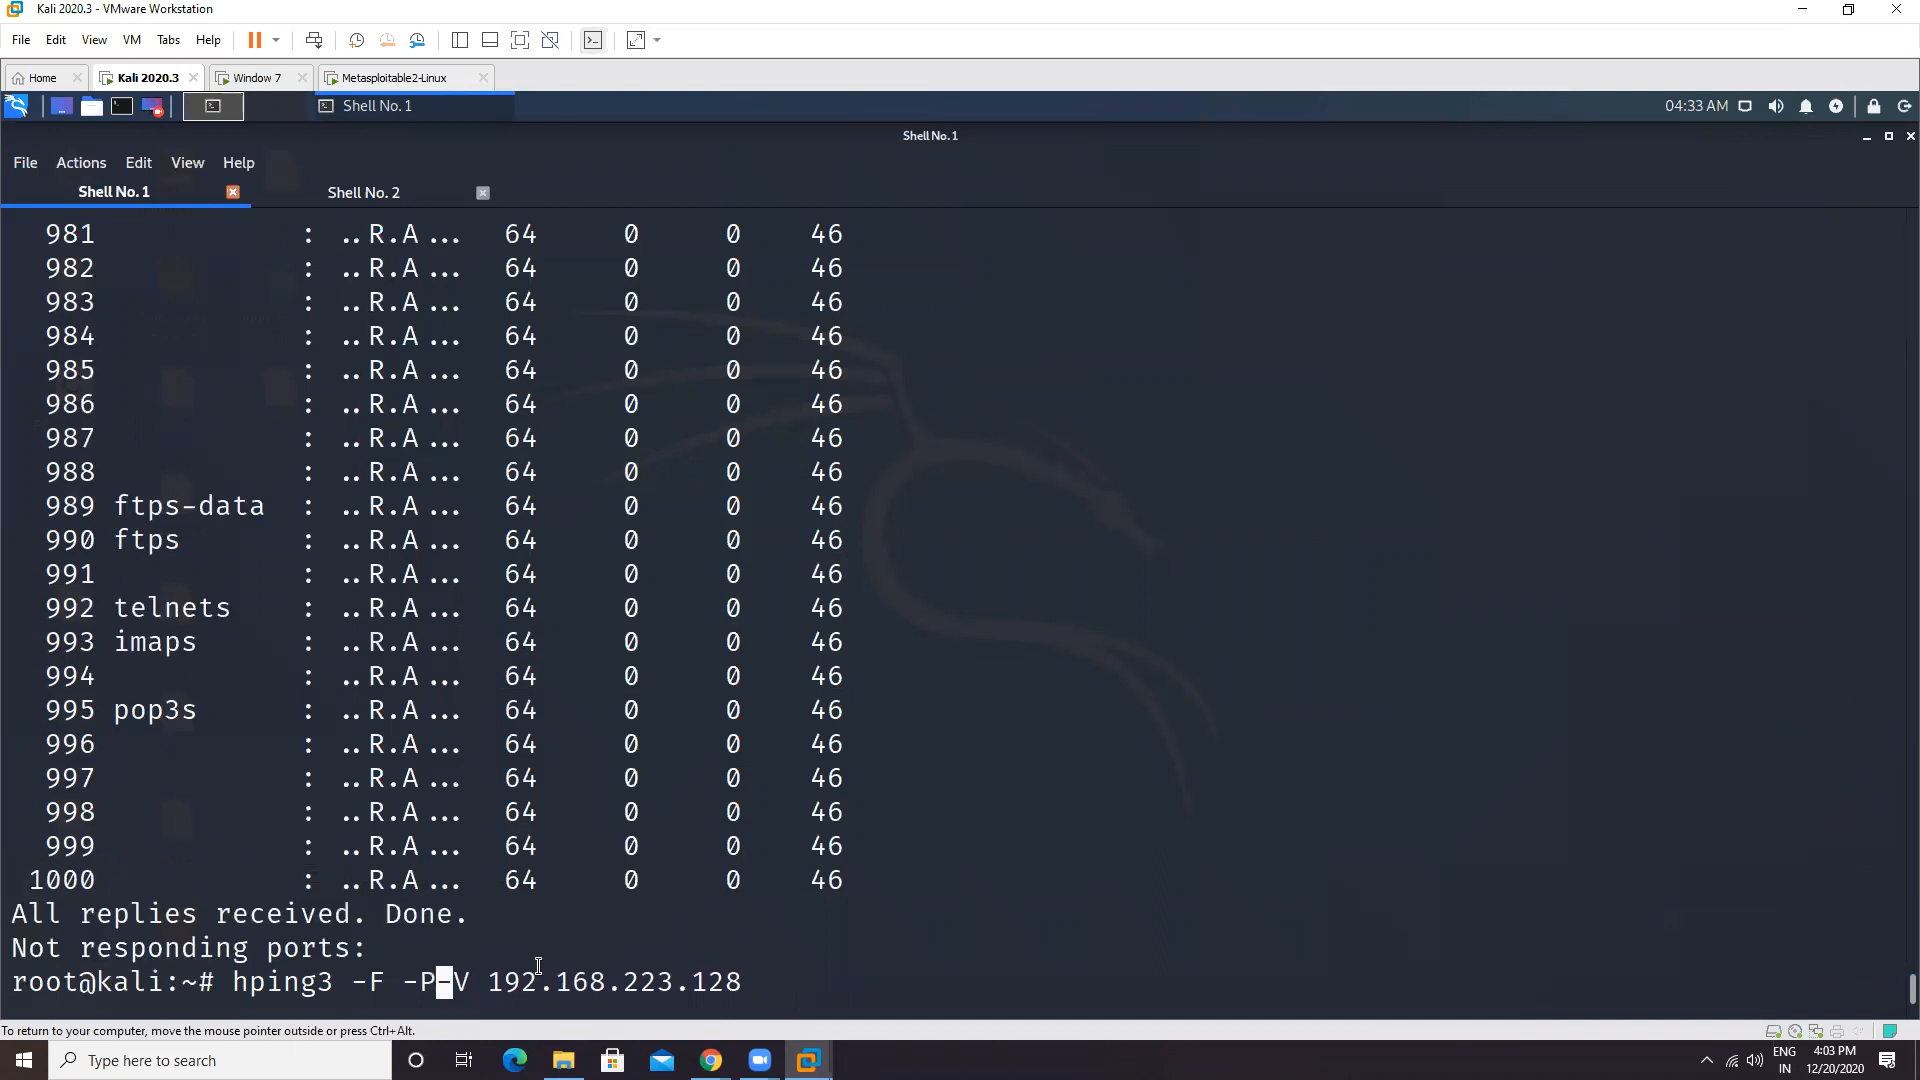 Kali 2020.3 - VMware Workstation
File Edit View VM Tabs Help
Home Kali 2020.3 Window 7 Metasploitable2-Linux
Shell No. 1 04:33 AM
Shell No. 1
File Actions Edit View Help
Shell No. 1 Shell No. 2
981 : ..R.A... 64 0 0 46
982 : ..R.A... 64 0 0 46
983 : ..R.A... 64 0 0 46
984 : ..R.A... 64 0 0 46
985 : ..R.A... 64 0 0 46
986 : ..R.A... 64 0 0 46
987 : ..R.A... 64 0 0 46
988 : ..R.A... 64 0 0 46
989 ftps-data : ..R.A... 64 0 0 46
990 ftps : ..R.A... 64 0 0 46
991 : ..R.A... 64 0 0 46
992 telnets : ..R.A... 64 0 0 46
993 imaps : ..R.A... 64 0 0 46
994 : ..R.A... 64 0 0 46
995 pop3s : ..R.A... 64 0 0 46
996 : ..R.A... 64 0 0 46
997 : ..R.A... 64 0 0 46
998 : ..R.A... 64 0 0 46
999 : ..R.A... 64 0 0 46
1000 : ..R.A... 64 0 0 46
All replies received. Done.
Not responding ports:
root@kali:~# hping3 -F -P-V 192.168.223.128
To return to your computer, move the mouse pointer outside or press Ctrl+Alt.
Type here to search ENG 4:03 PM
IN 12/20/2020